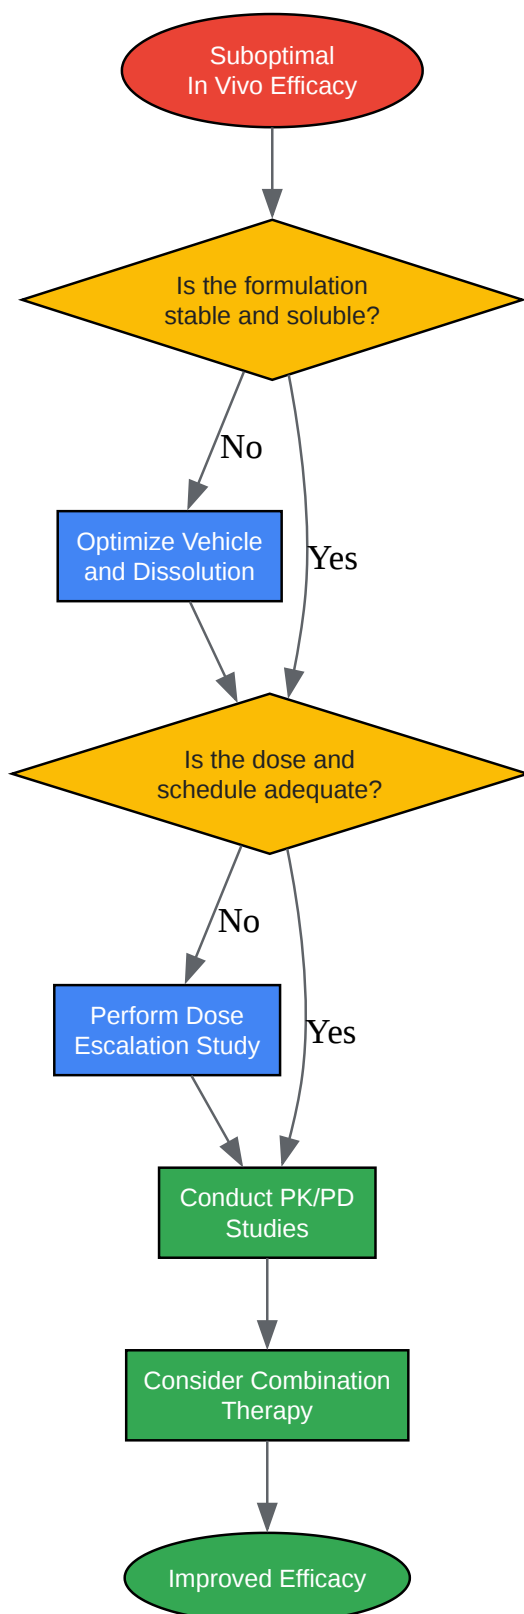 Suboptimal
In Vivo Efficacy
Is the formulation
stable and soluble?
No
Optimize Vehicle
and Dissolution
Yes
Is the dose and
schedule adequate?
No
Perform Dose
Escalation Study
Yes
Conduct PK/PD
Studies
Consider Combination
Therapy
Improved Efficacy